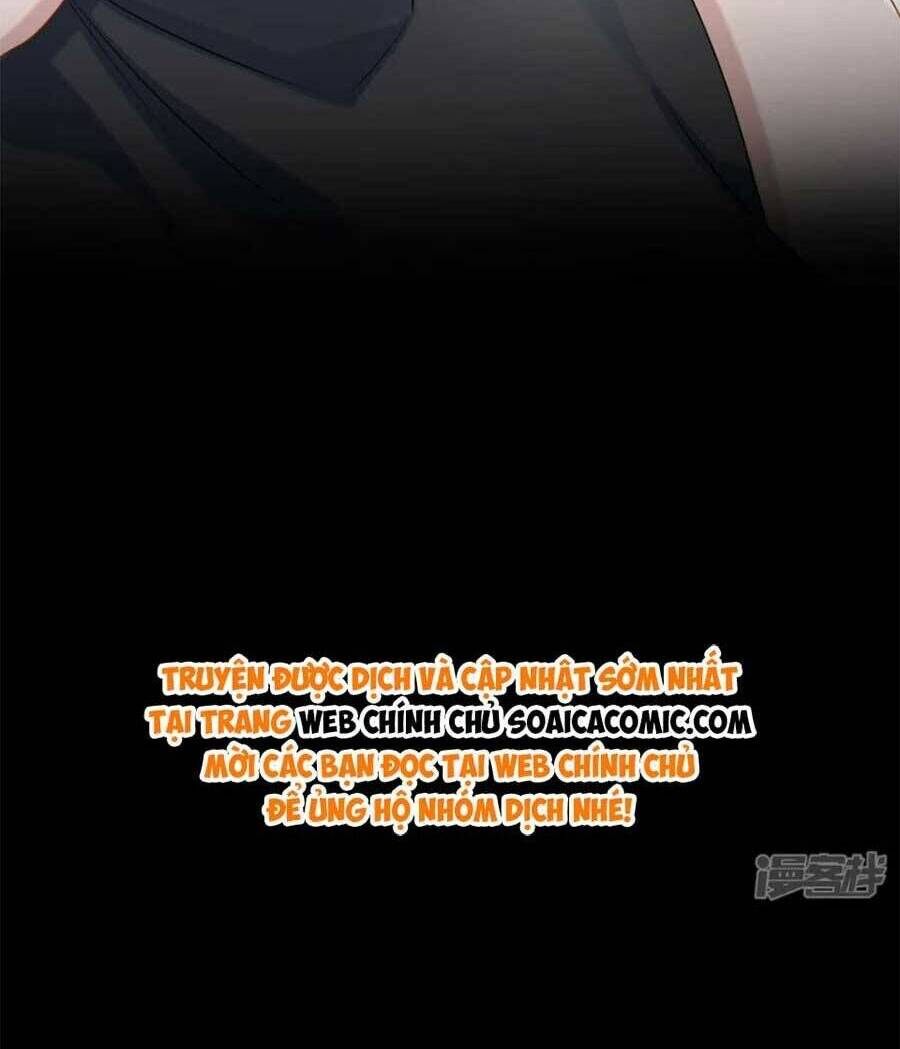 TRUYỆN ĐƯỢC DỊCH VÀ CẬP NHẬT SỚM NHẤT
TẠI TRANG WEB CHÍNH CHỦ SOAICACOMIC.COM
MỜI CÁC BẠN ĐỌC TẠI WEB CHÍNH CHỦ
ĐỂ ỦNG HỘ NHÓM DỊCH NHÉ!
漫客栈